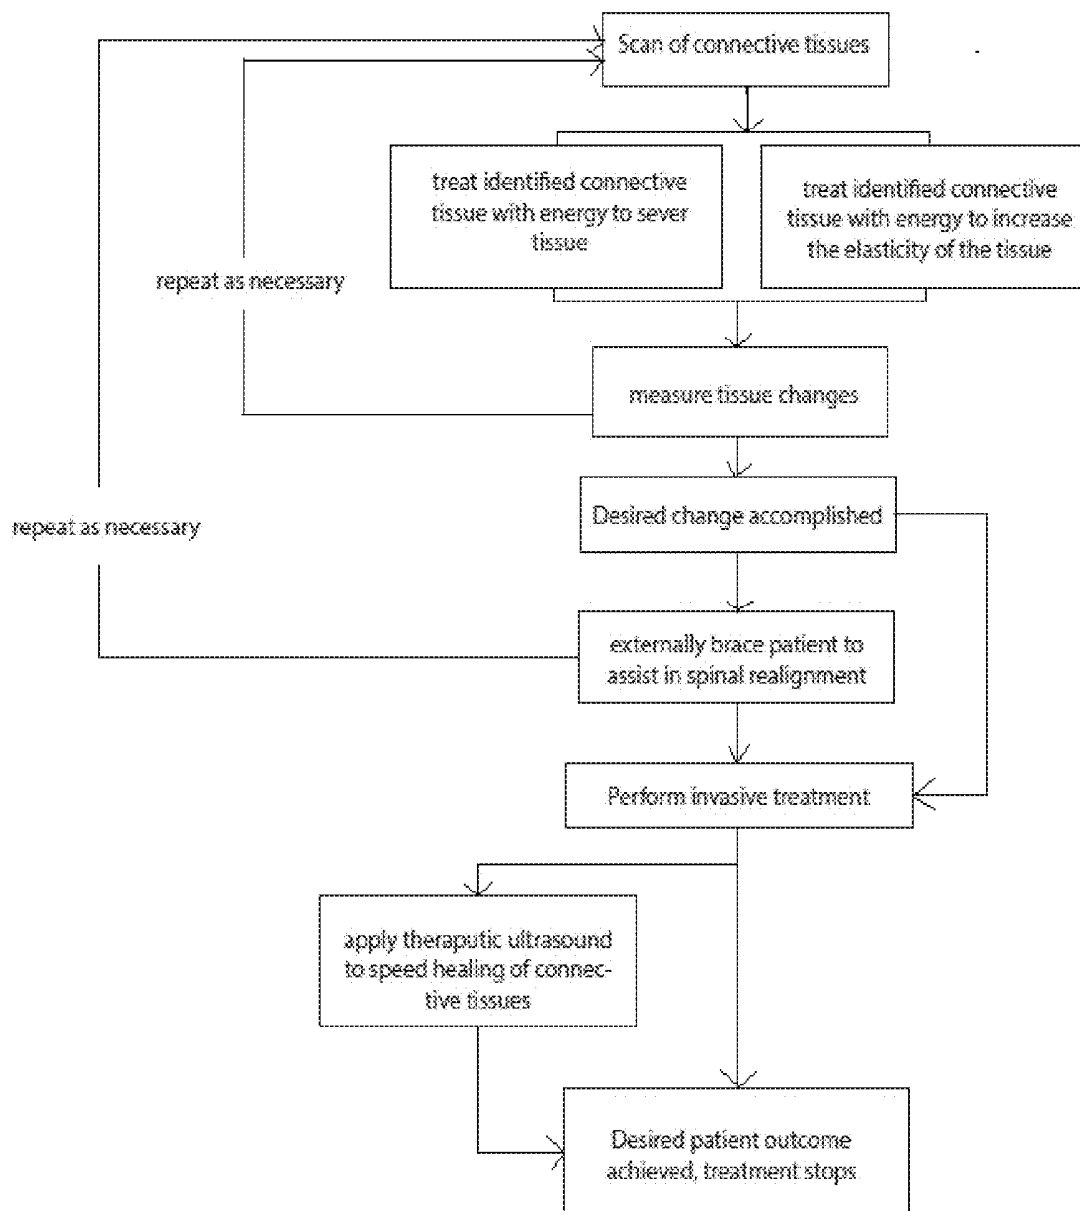 Scan of connective tissues
treat identified connective
tissue with energy to sever
tissue
treat identified connective
tissue with energy to increase
the elasticity of the tissue
repeat as necessary
measure tissue changes
Desired change accomplished
repeat as necessary
externally brace patient to
assist in spinal realignment
Perform invasive treatment
apply theraputic ultrasound
to speed healing of connec-
tive tissues
Desired patient outcome
achieved, treatment stops